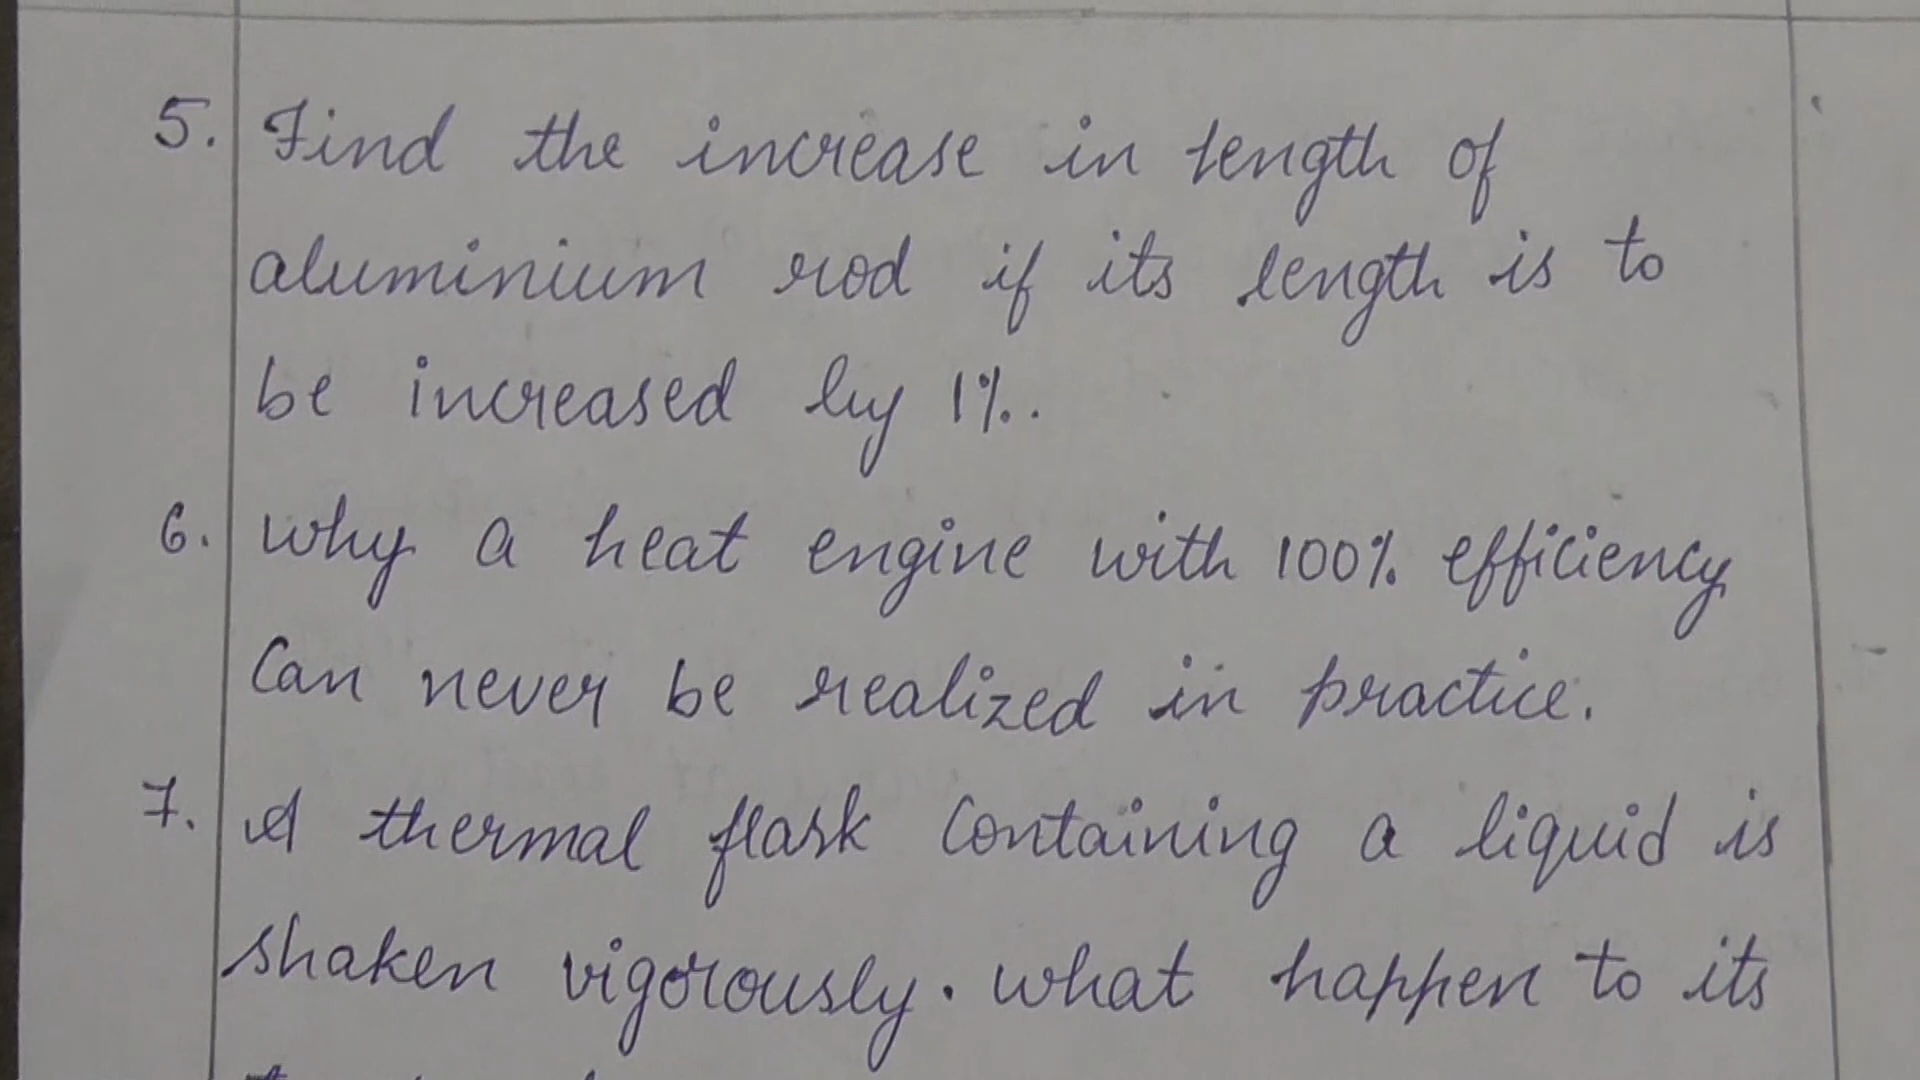 5. Find the increase in length of
aluminium rod if its length is to
be increased by 1%.
6. Why a heat engine with 100% efficiency
Can never be realized in practice.
7. A thermal flask Containing a liquid is
shaken vigorously. what happen to its